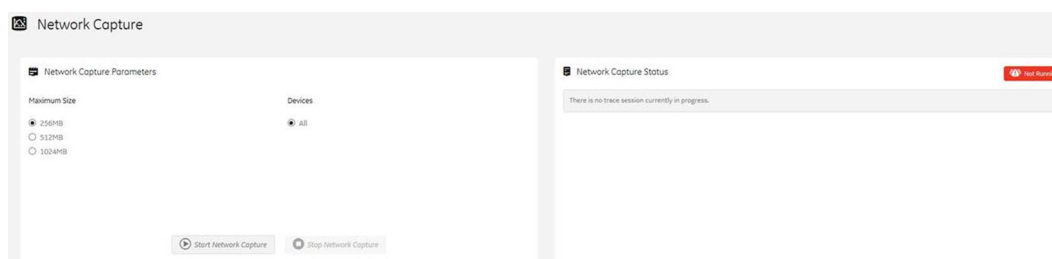 Network Capture
Network Capture Parameters
Maximum Size
Devices
256MB
All
512MB
1024MB
Start Network Capture
Stop Network Capture
Network Capture Status
Not
There is no trace session currently in progress.